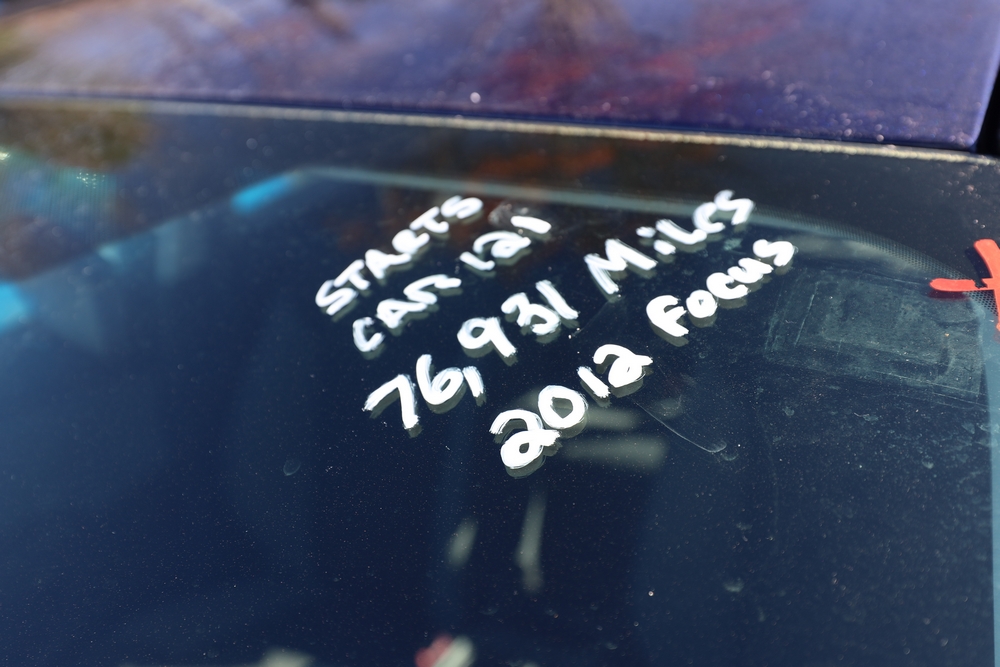 STARTS
CAR 121
76,931 Miles
2012 Focus